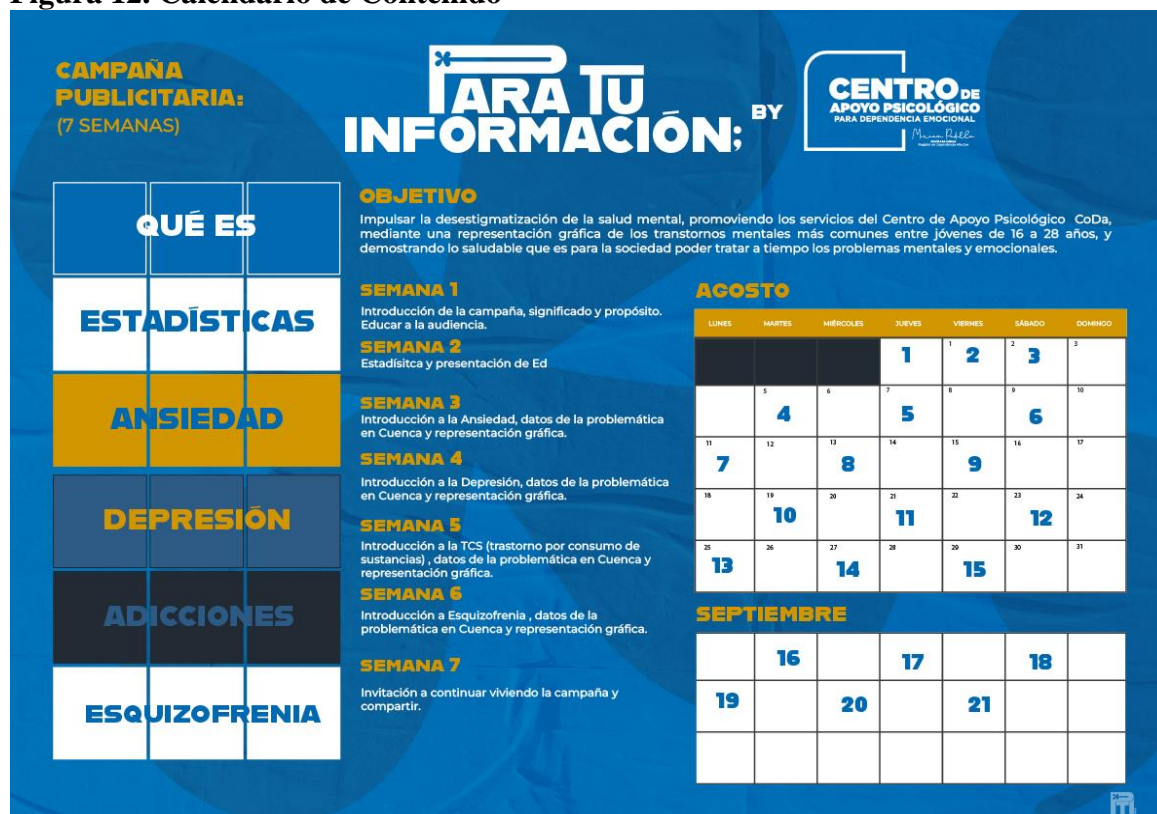 Figura 12. Calendario de Contenido
CAMPAÑA
PUBLICITARIA:
(7 SEMANAS)
PARA TU
INFORMACIÓN;
BY
CENTRO DE
APOYO PSICOLÓGICO
PARA DEPENDENCIA EMOCIONAL
QUÉ ES
ESTADÍSTICAS
ANSIEDAD
DEPRESIÓN
ADICCIONES
ESQUIZOFRENIA
OBJETIVO
Impulsar la desestigmatización de la salud mental, promoviendo los servicios del Centro de Apoyo Psicológico CoDa,
mediante una representación gráfica de los transtornos mentales más comunes entre jóvenes de 16 a 28 años, y
demostrando lo saludable que es para la sociedad poder tratar a tiempo los problemas mentales y emocionales.
SEMANA 1
Introducción de la campaña, significado y propósito.
Educar a la audiencia.
SEMANA 2
Estadísitca y presentación de Ed
SEMANA 3
Introducción a la Ansiedad, datos de la problemática
en Cuenca y representación gráfica.
SEMANA 4
Introducción a la Depresión, datos de la problemática
en Cuenca y representación gráfica.
SEMANA 5
Introducción a la TCS (trastorno por consumo de
sustancias) , datos de la problemática en Cuenca y
representación gráfica.
SEMANA 6
Introducción a Esquizofrenia , datos de la
problemática en Cuenca y representación gráfica.
SEMANA 7
Invitación a continuar viviendo la campaña y
compartir.
AGOSTO
LUNES MARTES MIÉRCOLES JUEVES VIERNES SÁBADO DOMINGO
1 1 2 2 3 3
5 4 6 7 5 8 9 6 10
11 7 12 13 8 14 15 9 16 17
18 19 10 20 21 11 22 23 12 24
25 13 26 27 14 28 29 15 30 31
SEPTIEMBRE
16 17 18
19 20 21